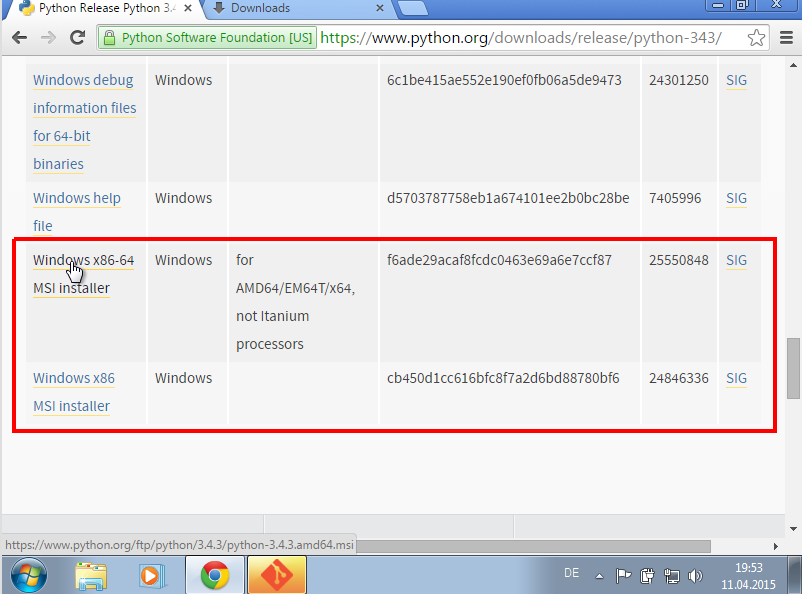 Python Release Python 3.4
Downloads
Python Software Foundation [US] https://www.python.org/downloads/release/python-343/
Windows debug Windows 6c1be415ae552e190ef0fb06a5de9473 24301250 SIG
information files
for 64-bit
binaries
Windows help Windows d5703787758eb1a674101ee2b0bc28be 7405996 SIG
file
Windows x86-64 Windows for f6ade29acaf8fcdc0463e69a6e7ccf87 25550848 SIG
MSI installer AMD64/EM64T/x64,
not Itanium
processors
Windows x86 Windows cb450d1cc616bfc8f7a2d6bd88780bf6 24846336 SIG
MSI installer
https://www.python.org/ftp/python/3.4.3/python-3.4.3.amd64.msi
DE 19:53
11.04.2015